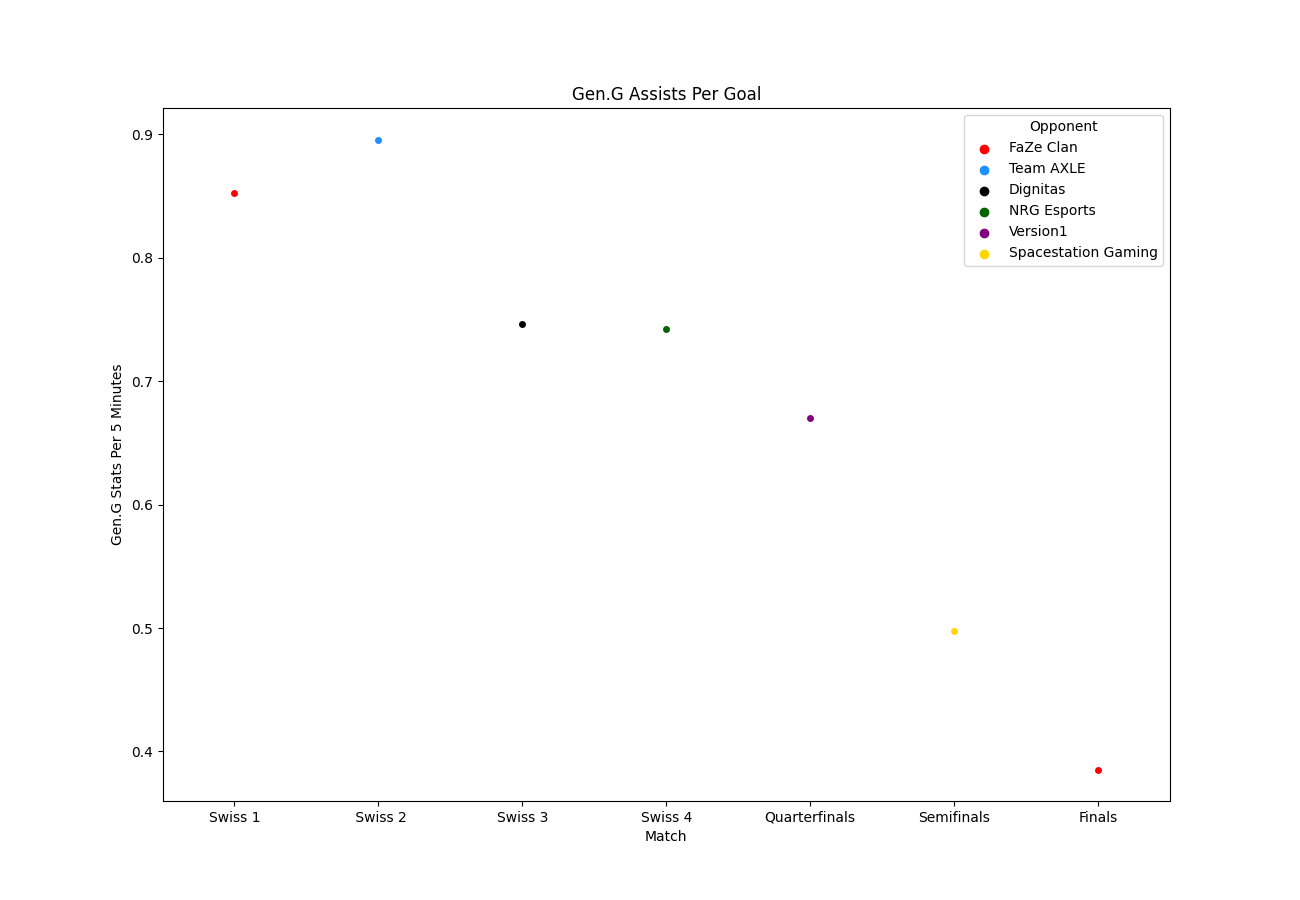 Gen.G Assists Per Goal
Gen.G Stats Per 5 Minutes
0.9
0.8
0.7
0.6
0.5
0.4
Opponent
FaZe Clan
Team AXLE
Dignitas
NRG Esports
Version1
Spacestation Gaming
Swiss 1 Swiss 2 Swiss 3 Swiss 4 Quarterfinals Semifinals Finals
Match